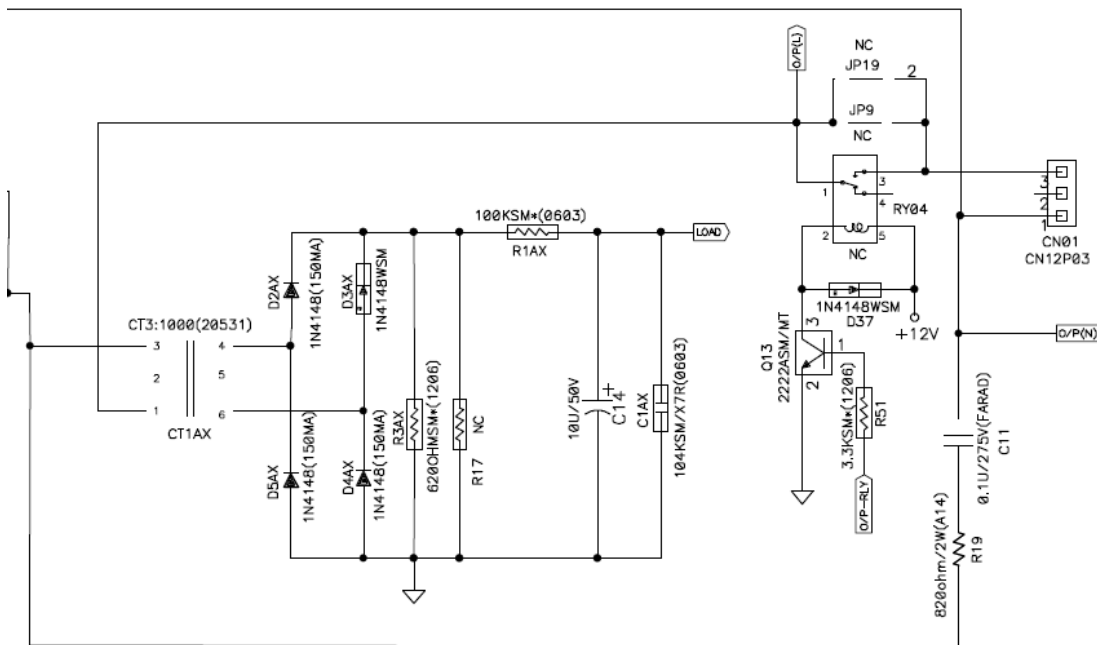 O/P(L)
NC
JP19
2
JP9
NC
1
3
4
RY04
2
5
NC
3
2
1
CN01
CN12P03
1N4148WSM
D37
+12V
O/P(N)
Q13
2222ASM/MT
3
1
2
3.3KSM*(1206)
R51
O/P-RLY
0.1U/275V(FARAD)
C11
820ohm/2W(A14)
R19
100KSM*(0603)
R1AX
LOAD
D2AX
1N4148(150MA)
D3AX
1N4148WSM
CT3:1000(20531)
3
4
2
5
1
6
CT1AX
D5AX
1N4148(150MA)
D4AX
1N4148(150MA)
R3AX
620OHMSM*(1206)
NC
R17
10U/50V
+
C14
C1AX
104KSM/X7R(0603)